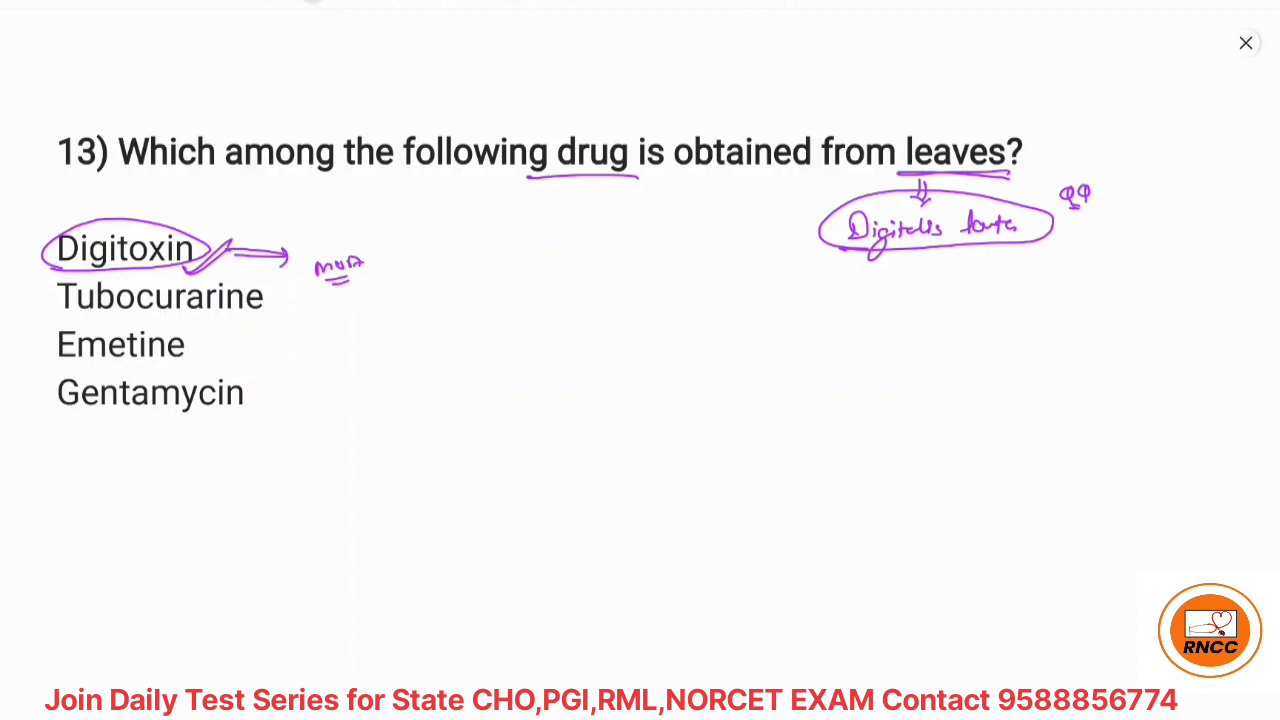 13) Which among the following drug is obtained from leaves?
Digitoxin
MOA
Tubocurarine
Emetine
Gentamycin
RNCC
Join Daily Test Series for State CHO,PGI,RML,NORCET EXAM Contact 9588856774